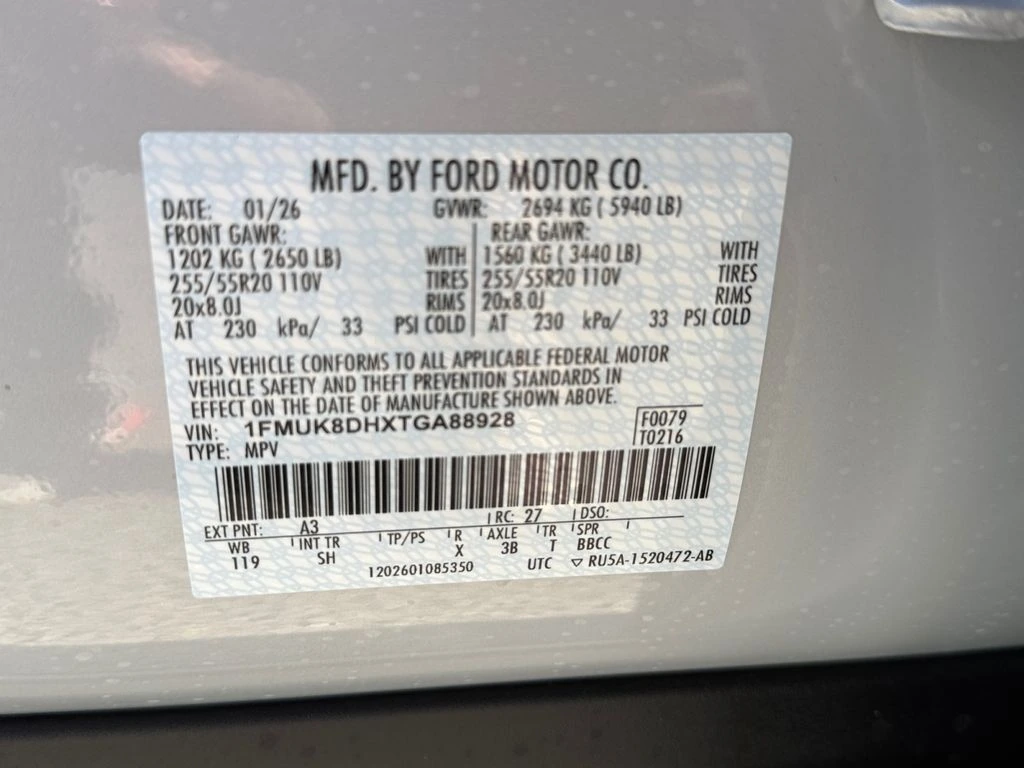 MFD. BY FORD MOTOR CO.
DATE: 01/26 GVWR: 2694 KG ( 5940 LB)
FRONT GAWR: REAR GAWR:
1202 KG ( 2650 LB) WITH 1560 KG ( 3440 LB) WITH
255/55R20 110V TIRES 255/55R20 110V TIRES
20x8.0J RIMS 20x8.0J RIMS
AT 230 kPa/ 33 PSI COLD AT 230 kPa/ 33 PSI COLD
THIS VEHICLE CONFORMS TO ALL APPLICABLE FEDERAL MOTOR
VEHICLE SAFETY AND THEFT PREVENTION STANDARDS IN
EFFECT ON THE DATE OF MANUFACTURE SHOWN ABOVE.
VIN: 1FMUK8DHXTGA88928 F0079
TYPE: MPV T0216
EXT PNT: A3 RC: 27 DSO:
WB INT TR TP/PS R AXLE TR SPR
119 SH X 3B T BBCC
1202601085350 UTC ▽ RU5A-1520472-AB